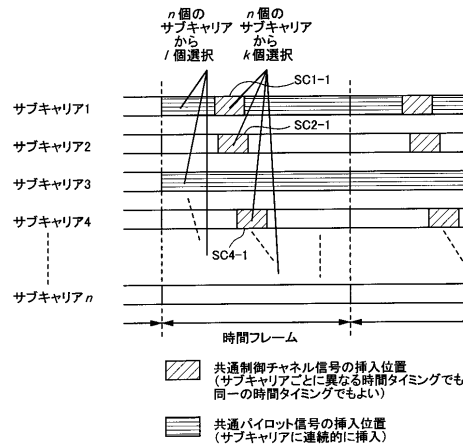 n個の
サブキャリア
から
l個選択
n個の
サブキャリア
から
k個選択
SC1-1
サブキャリア1
SC2-1
サブキャリア2
サブキャリア3
サブキャリア4
SC4-1
サブキャリアn
時間フレーム
共通制御チャネル信号の挿入位置
(サブキャリアごとに異なる時間タイミングでも
同一の時間タイミングでもよい)
共通パイロット信号の挿入位置
(サブキャリアに連続的に挿入)